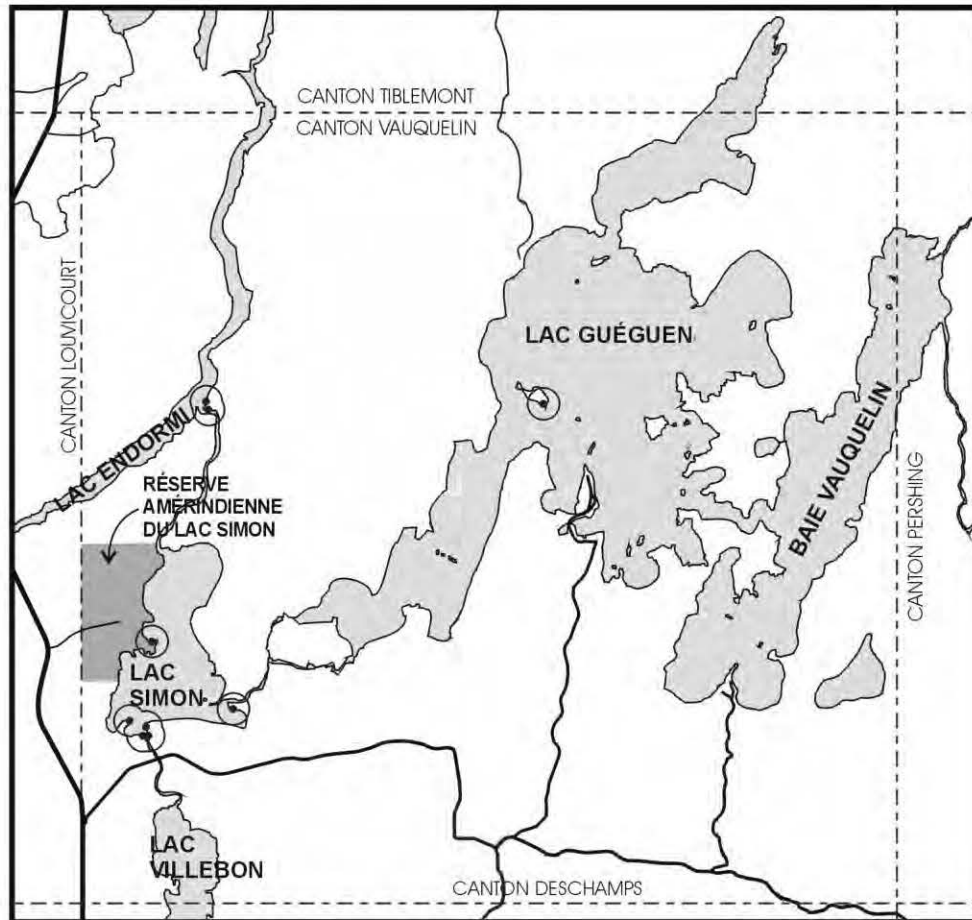 CANTON TIBLEMONT
CANTON VAUQUELIN
CANTON LOUVICOURT
LAC GUÉGUEN
LAC ENDORMI
BAIE VAUQUELIN
CANTON PERSHING
RÉSERVE
AMÉRINDIENNE
DU LAC SIMON
LAC
SIMON
LAC
VILLEBON
CANTON DESCHAMPS